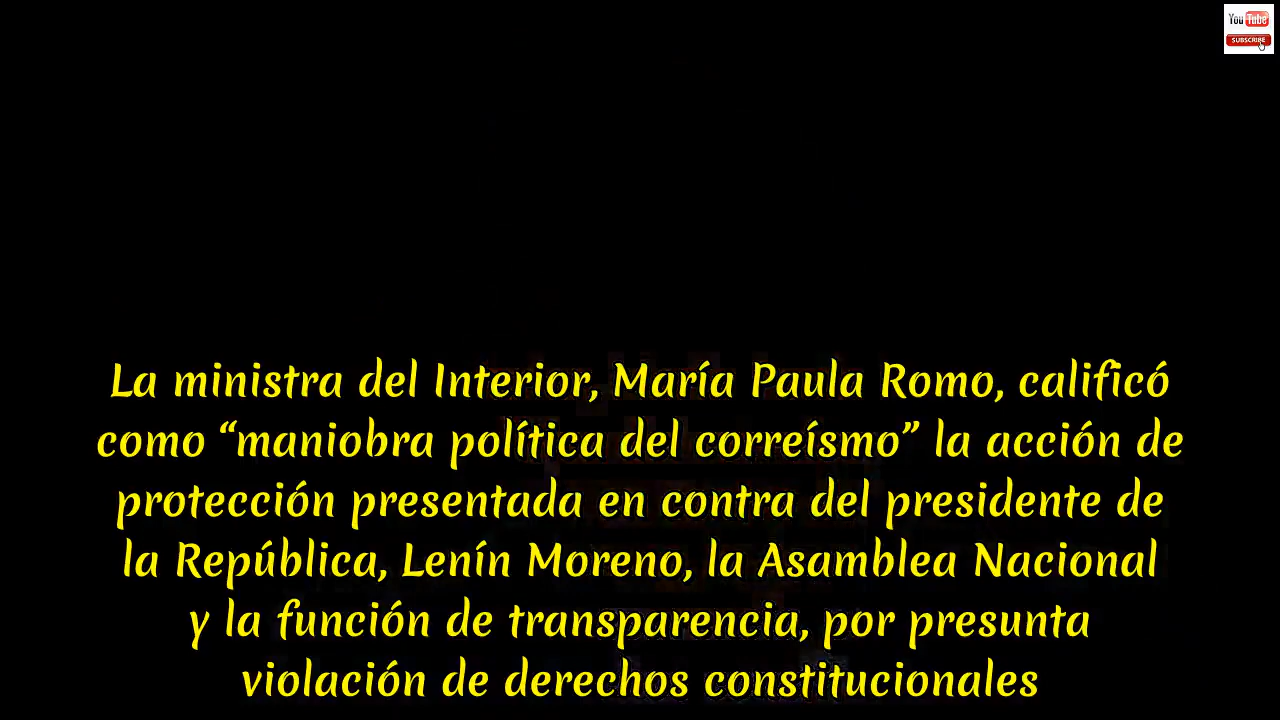 You Tube
SUBSCRIBE
La ministra del Interior, María Paula Romo, calificó
como “maniobra política del correísmo” la acción de
protección presentada en contra del presidente de
la República, Lenín Moreno, la Asamblea Nacional
y la función de transparencia, por presunta
violación de derechos constitucionales